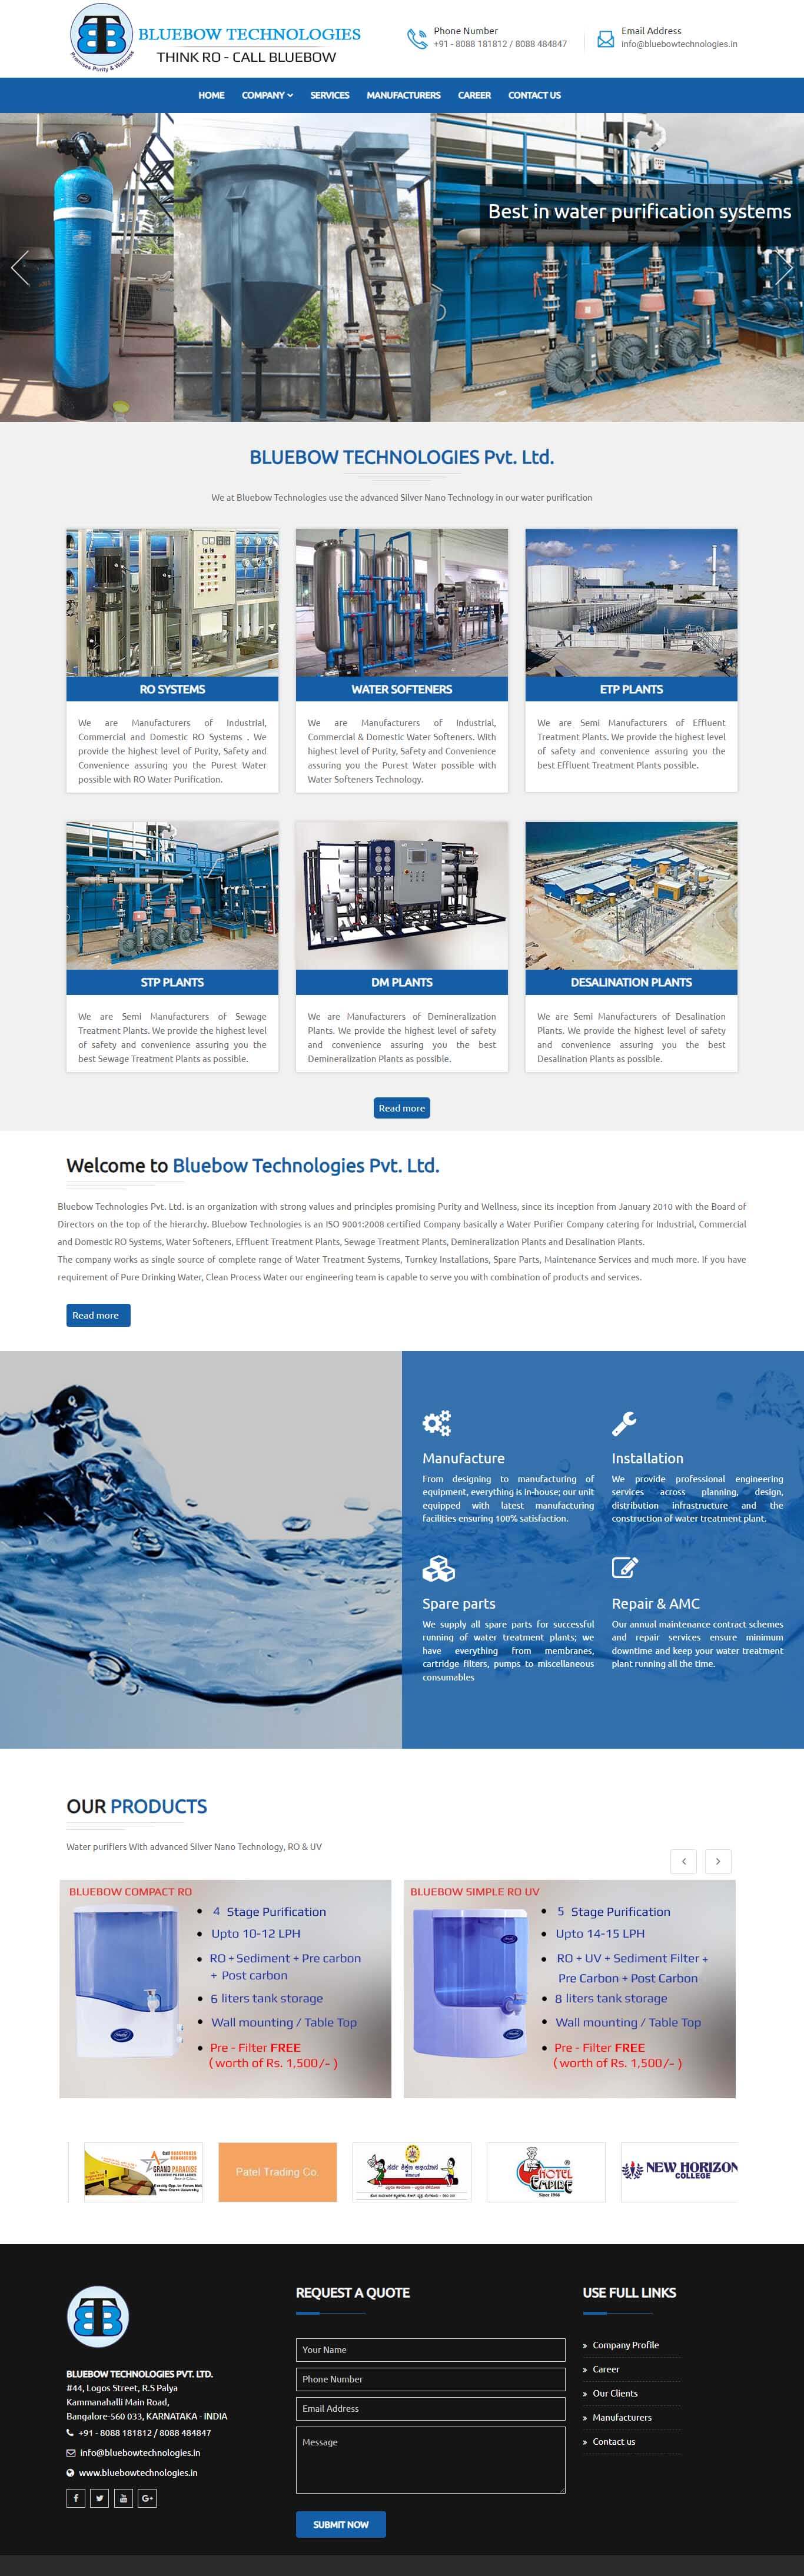 BLUEBOW TECHNOLOGIES
THINK RO - CALL BLUEBOW
Promises Purity & Wellness
Phone Number
+91 - 8088 181812 / 8088 484847
Email Address
info@bluebowtechnologies.in
HOME COMPANY SERVICES MANUFACTURERS CAREER CONTACT US
Best in water purification systems
BLUEBOW TECHNOLOGIES Pvt. Ltd.
We at Bluebow Technologies use the advanced Silver Nano Technology in our water purification
RO SYSTEMS
We are Manufacturers of Industrial,
Commercial and Domestic RO Systems . We
provide the highest level of Purity, Safety and
Convenience assuring you the Purest Water
possible with RO Water Purification.
WATER SOFTENERS
We are Manufacturers of Industrial,
Commercial & Domestic Water Softeners. With
highest level of Purity, Safety and Convenience
assuring you the Purest Water possible with
Water Softeners Technology.
ETP PLANTS
We are Semi Manufacturers of Effluent
Treatment Plants. We provide the highest level
of safety and convenience assuring you the
best Effluent Treatment Plants possible.
STP PLANTS
We are Semi Manufacturers of Sewage
Treatment Plants. We provide the highest level
of safety and convenience assuring you the
best Sewage Treatment Plants as possible.
DM PLANTS
We are Manufacturers of Demineralization
Plants. We provide the highest level of safety
and convenience assuring you the best
Demineralization Plants as possible.
DESALINATION PLANTS
We are Semi Manufacturers of Desalination
Plants. We provide the highest level of safety
and convenience assuring you the best
Desalination Plants as possible.
Read more
Welcome to Bluebow Technologies Pvt. Ltd.
Bluebow Technologies Pvt. Ltd. is an organization with strong values and principles promising Purity and Wellness, since its inception from January 2010 with the Board of
Directors on the top of the hierarchy. Bluebow Technologies is an ISO 9001:2008 certified Company basically a Water Purifier Company catering for Industrial, Commercial
and Domestic RO Systems, Water Softeners, Effluent Treatment Plants, Sewage Treatment Plants, Demineralization Plants and Desalination Plants.
The company works as single source of complete range of Water Treatment Systems, Turnkey Installations, Spare Parts, Maintenance Services and much more. If you have
requirement of Pure Drinking Water, Clean Process Water our engineering team is capable to serve you with combination of products and services.
Read more
Manufacture
From designing to manufacturing of
equipment, everything is in-house; our unit
equipped with latest manufacturing
facilities ensuring 100% satisfaction.
Installation
We provide professional engineering
services across planning, design,
distribution infrastructure and the
construction of water treatment plant.
Spare parts
We supply all spare parts for successful
running of water treatment plants; we
have everything from membranes,
cartridge filters, pumps to miscellaneous
consumables
Repair & AMC
Our annual maintenance contract schemes
and repair services ensure minimum
downtime and keep your water treatment
plant running all the time.
OUR PRODUCTS
Water purifiers With advanced Silver Nano Technology, RO & UV
BLUEBOW COMPACT RO
4 Stage Purification
Upto 10-12 LPH
RO + Sediment + Pre carbon
+ Post carbon
6 liters tank storage
Wall mounting / Table Top
Pre - Filter FREE
( worth of Rs. 1,500/- )
BLUEBOW SIMPLE RO UV
5 Stage Purification
Upto 14-15 LPH
RO + UV + Sediment Filter +
Pre Carbon + Post Carbon
8 liters tank storage
Wall mounting / Table Top
Pre - Filter FREE
( worth of Rs. 1,500/- )
GRAND PARADISE
Patel Trading Co.
HOTEL
EMPIRE
Since 1966
NEW HORIZON
COLLEGE
BLUEBOW TECHNOLOGIES PVT. LTD.
#44, Logos Street, R.S Palya
Kammanahalli Main Road,
Bangalore-560 033, KARNATAKA - INDIA
+91 - 8088 181812 / 8088 484847
info@bluebowtechnologies.in
www.bluebowtechnologies.in
REQUEST A QUOTE
Your Name
Phone Number
Email Address
Message
SUBMIT NOW
USE FULL LINKS
» Company Profile
» Career
» Our Clients
» Manufacturers
» Contact us